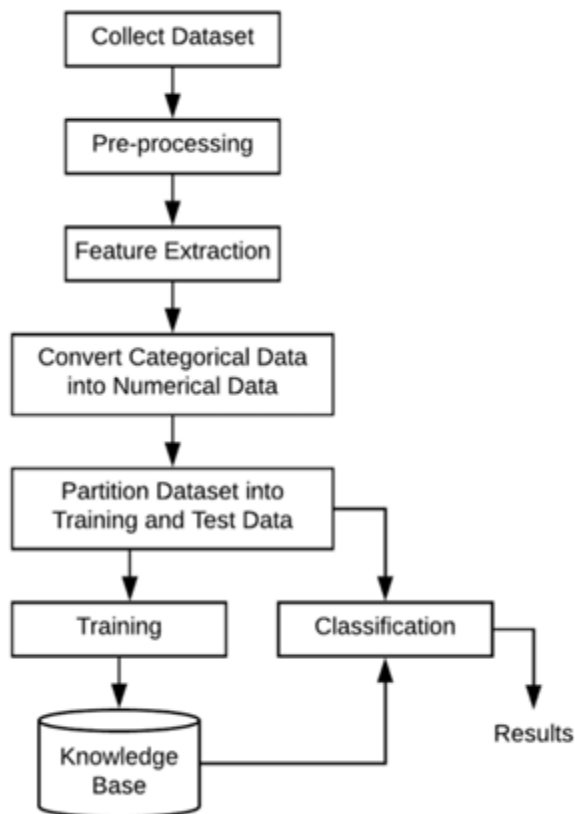 Collect Dataset
Pre-processing
Feature Extraction
Convert Categorical Data
into Numerical Data
Partition Dataset into
Training and Test Data
Training
Classification
Results
Knowledge
Base